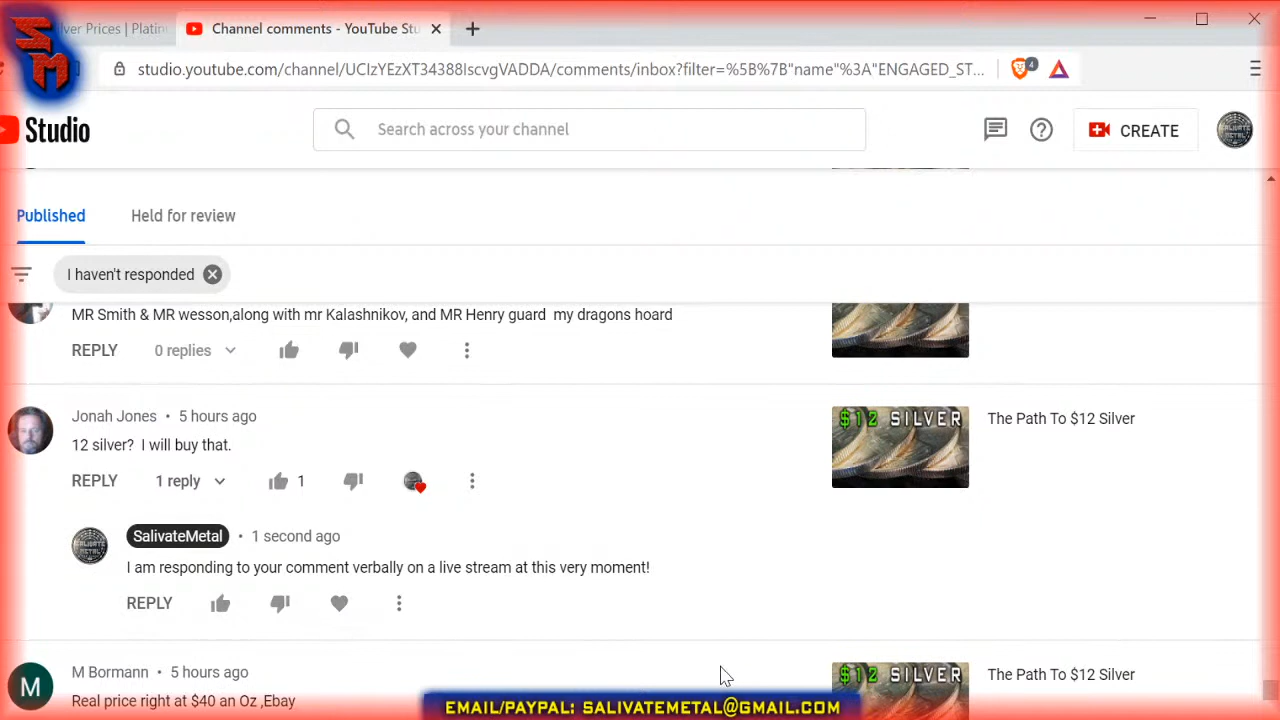 SM
ver Prices | Platin
Channel comments - YouTube Stu
studio.youtube.com/channel/UCIzYEzXT34388IscvgVADDA/comments/inbox?filter=%5B%7B"name"%3A"ENGAGED_ST...
4
Studio
Search across your channel
CREATE
Published
Held for review
I haven't responded
MR Smith & MR wesson,along with mr Kalashnikov, and MR Henry guard my dragons hoard
REPLY 0 replies
Jonah Jones • 5 hours ago
12 silver? I will buy that.
REPLY 1 reply 1
$12 SILVER
The Path To $12 Silver
SalivateMetal • 1 second ago
I am responding to your comment verbally on a live stream at this very moment!
REPLY
M
M Bormann • 5 hours ago
Real price right at $40 an Oz ,Ebay
$12 SILVER
The Path To $12 Silver
EMAIL/PAYPAL: SALIVATEMETAL@GMAIL.COM